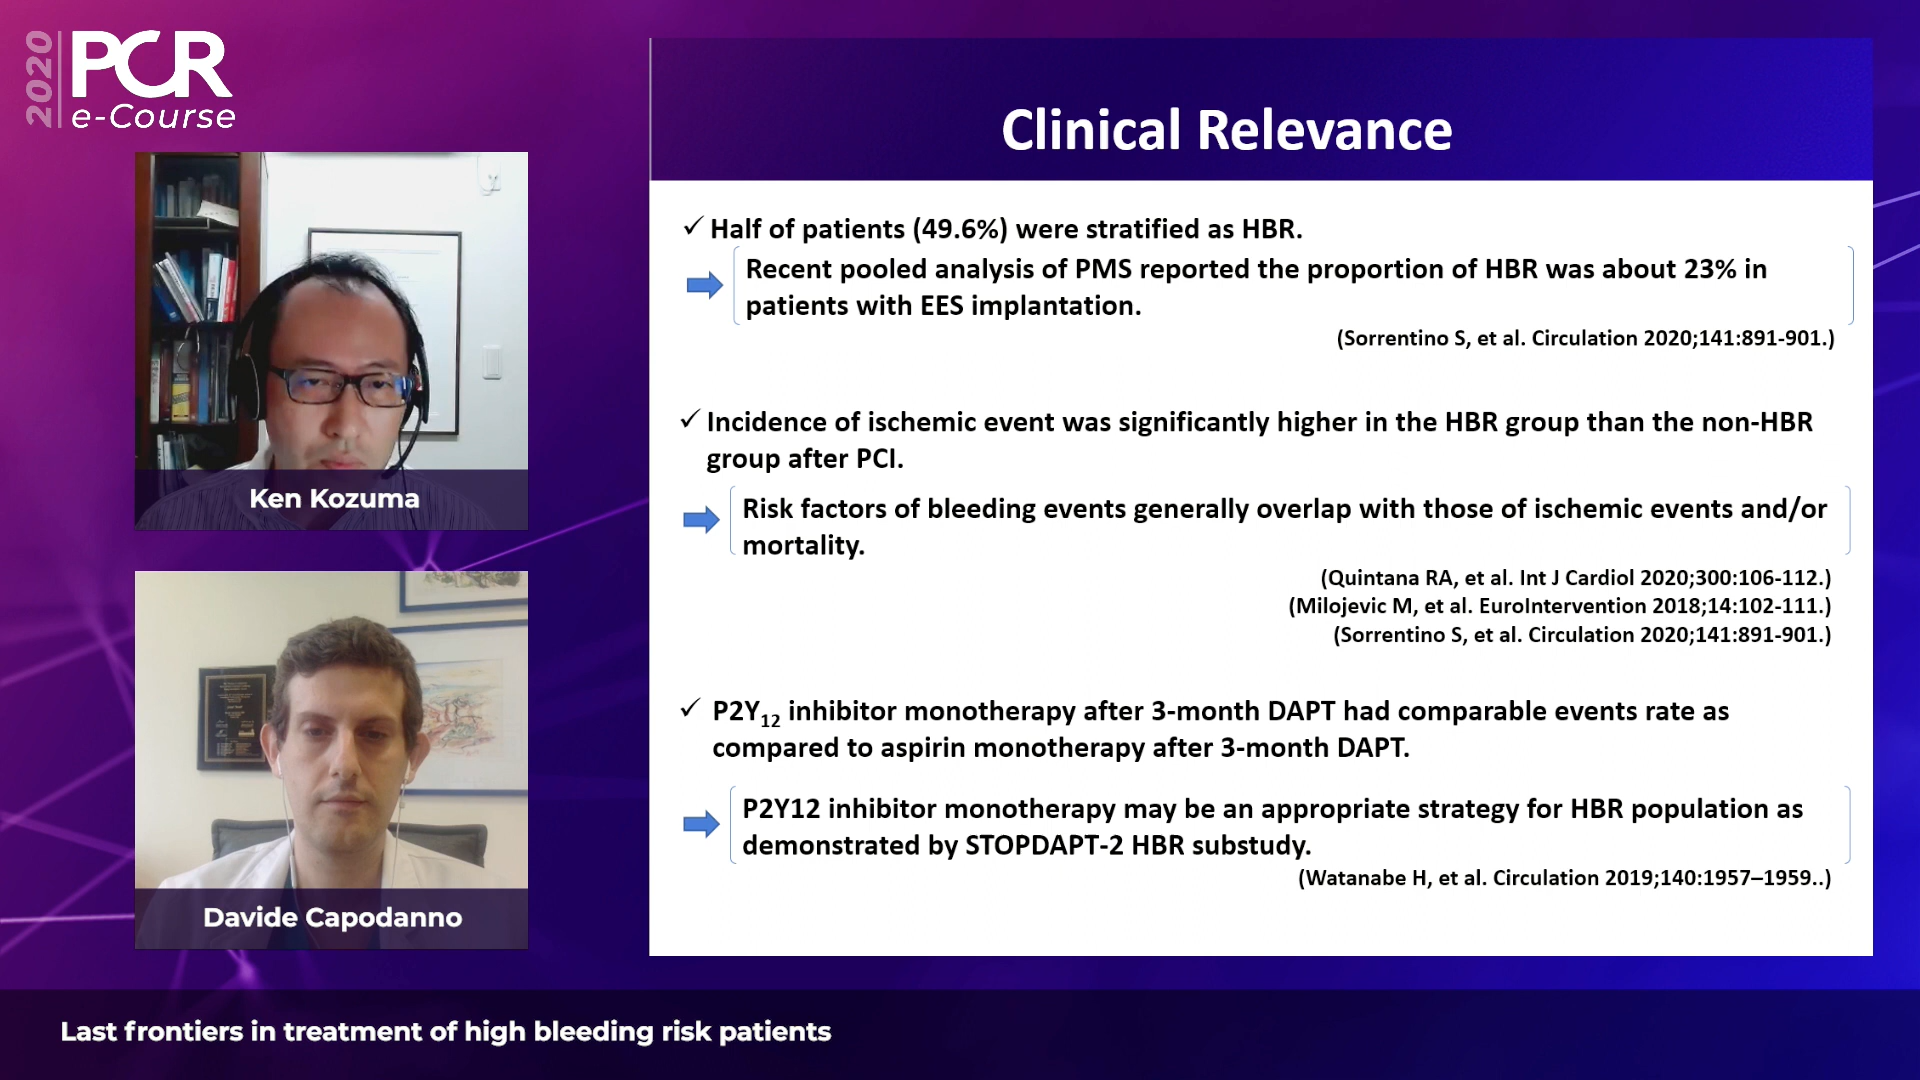 2020
PCR
e-Course
Ken Kozuma
Davide Capodanno
Clinical Relevance
✓ Half of patients (49.6%) were stratified as HBR.
Recent pooled analysis of PMS reported the proportion of HBR was about 23% in
patients with EES implantation.
(Sorrentino S, et al. Circulation 2020;141:891-901.)
✓ Incidence of ischemic event was significantly higher in the HBR group than the non-HBR
group after PCI.
Risk factors of bleeding events generally overlap with those of ischemic events and/or
mortality.
(Quintana RA, et al. Int J Cardiol 2020;300:106-112.)
(Milojevic M, et al. EuroIntervention 2018;14:102-111.)
(Sorrentino S, et al. Circulation 2020;141:891-901.)
✓ P2Y12 inhibitor monotherapy after 3-month DAPT had comparable events rate as
compared to aspirin monotherapy after 3-month DAPT.
P2Y12 inhibitor monotherapy may be an appropriate strategy for HBR population as
demonstrated by STOPDAPT-2 HBR substudy.
(Watanabe H, et al. Circulation 2019;140:1957–1959..)
Last frontiers in treatment of high bleeding risk patients